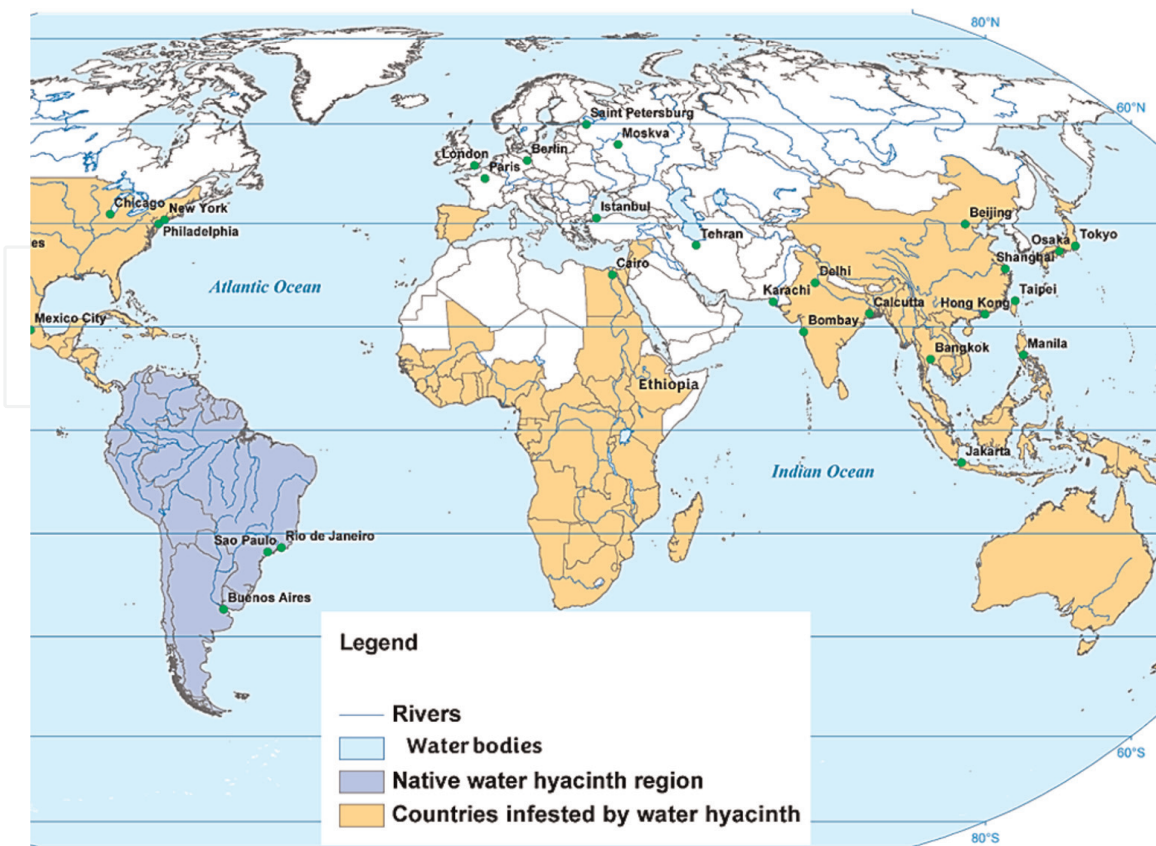 80°N
60°N
Saint Petersburg
Moskva
London
Berlin
Paris
Chicago
New York
Philadelphia
Istanbul
Beijing
es
Tehran
Osaka
Tokyo
Cairo
Shanghai
Delhi
Atlantic Ocean
Karachi
Taipei
Calcutta
Hong Kong
Mexico City
Bombay
Bangkok
Manila
Ethiopia
Jakarta
Indian Ocean
Sao Paulo
Rio de Janeiro
Buenos Aires
Legend
Rivers
Water bodies
Native water hyacinth region
Countries infested by water hyacinth
60°S
80°S